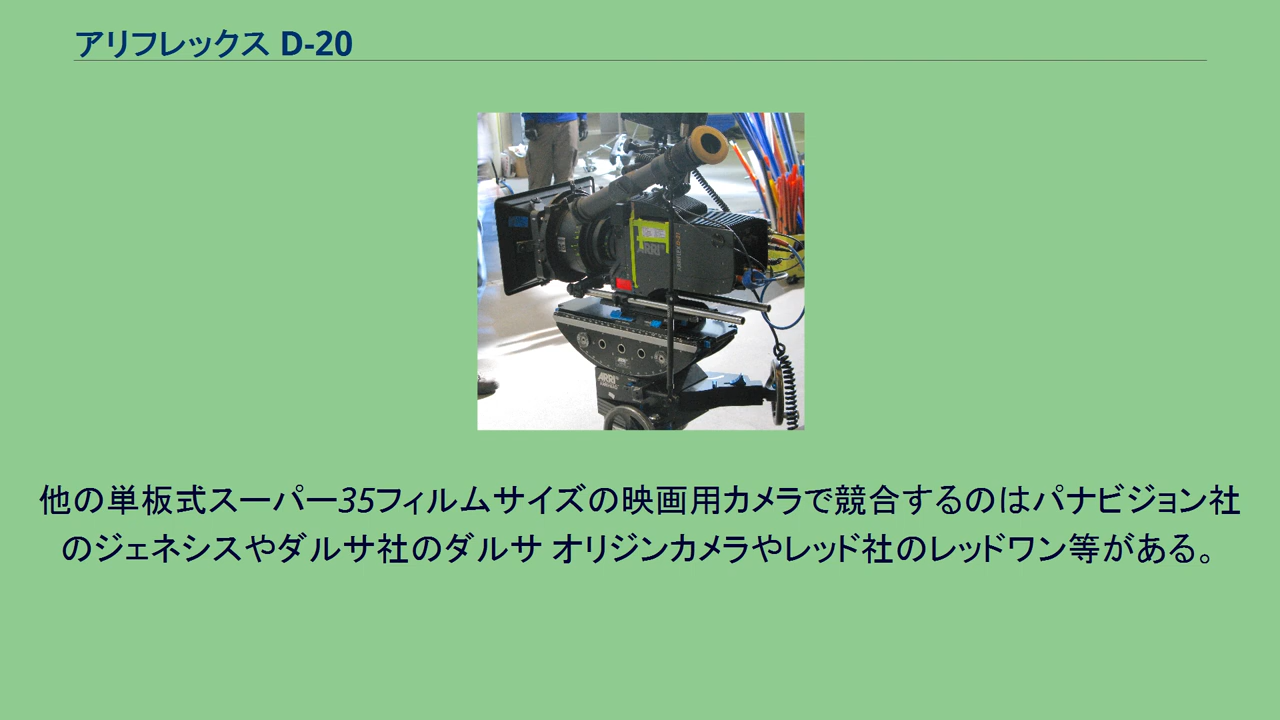 アリフレックス D-20
ARRI
ARRI
他の単板式スーパー35フィルムサイズの映画用カメラで競合するのはパナビジョン社
のジェネシスやダルサ社のダルサ オリジンカメラやレッド社のレッドワン等がある。